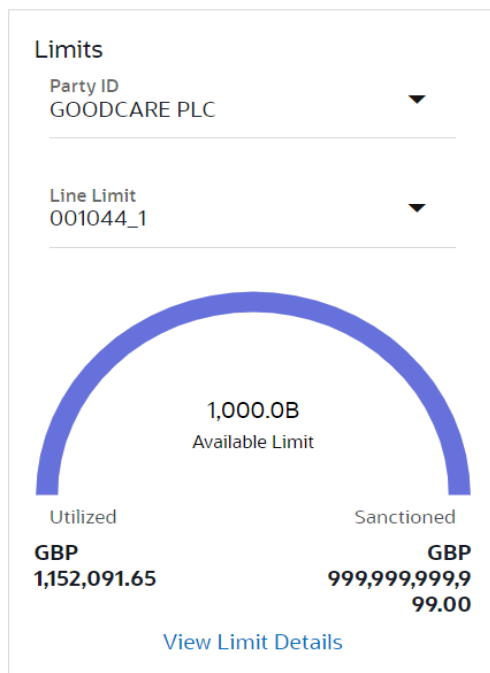 Limits
Party ID
GOODCARE PLC
Line Limit
001044_1
1,000.0B
Available Limit
Utilized Sanctioned
GBP GBP
1,152,091.65 999,999,999,9
99.00
View Limit Details